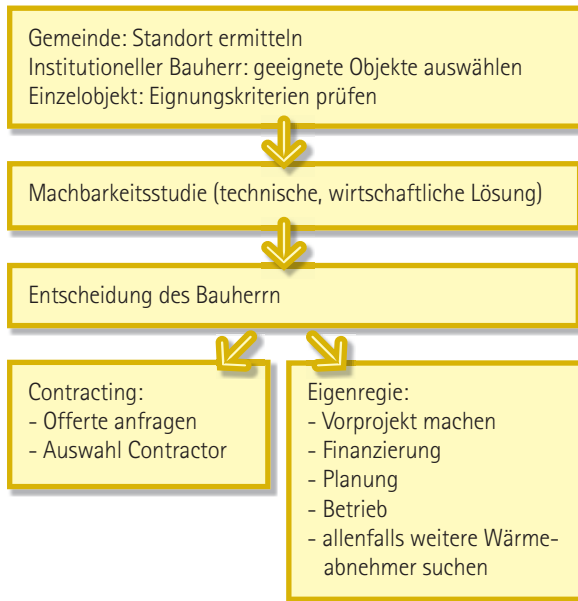 Gemeinde: Standort ermitteln
Institutioneller Bauherr: geeignete Objekte auswählen
Einzelobjekt: Eignungskriterien prüfen
Machbarkeitsstudie (technische, wirtschaftliche Lösung)
Entscheidung des Bauherrn
Contracting:
- Offerte anfragen
- Auswahl Contractor
Eigenregie:
- Vorprojekt machen
- Finanzierung
- Planung
- Betrieb
- allenfalls weitere Wärme-
abnehmer suchen